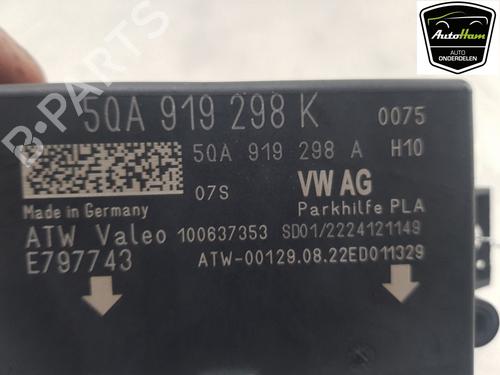 AutoHam
AUTO
ONDERDELEN
B-PARTS
5QA 919 298 K
0075
5QA 919 298 A
H10
07S
VW AG
Made in Germany
Parkhilfe PLA
ATW Valeo
100637353
SD01/2224121149
E797743
ATW-00129.08.22ED011329